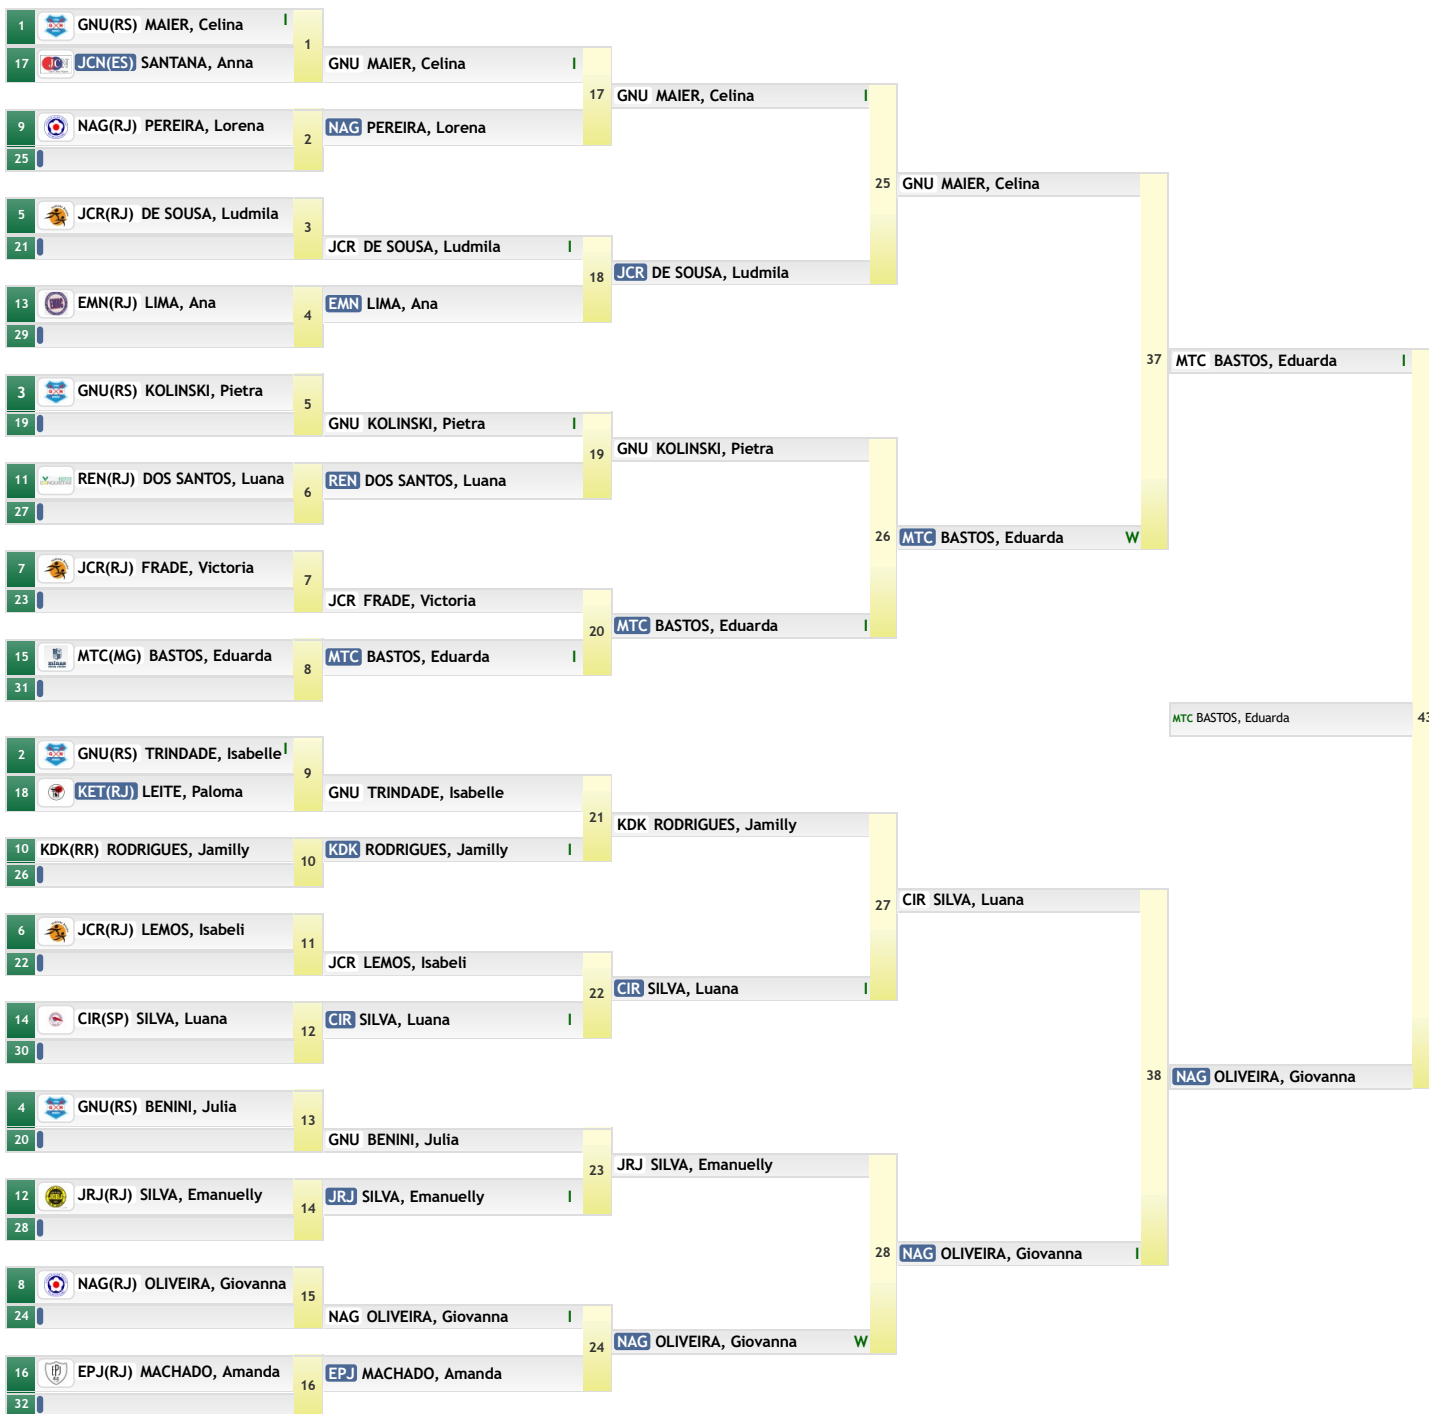 1 GNU(RS) MAIER, Celina I
17 JCN(ES) SANTANA, Anna
1
GNU MAIER, Celina I
9 NAG(RJ) PEREIRA, Lorena
25
2
NAG PEREIRA, Lorena
17
GNU MAIER, Celina I
5 JCR(RJ) DE SOUSA, Ludmila
21
3
JCR DE SOUSA, Ludmila I
13 EMN(RJ) LIMA, Ana
29
4
EMN LIMA, Ana
18
JCR DE SOUSA, Ludmila
25
GNU MAIER, Celina
3 GNU(RS) KOLINSKI, Pietra
19
5
GNU KOLINSKI, Pietra I
11 REN(RJ) DOS SANTOS, Luana
27
6
REN DOS SANTOS, Luana
19
GNU KOLINSKI, Pietra
7 JCR(RJ) FRADE, Victoria
23
7
JCR FRADE, Victoria
15 MTC(MG) BASTOS, Eduarda
31
8
MTC BASTOS, Eduarda I
20
MTC BASTOS, Eduarda I
26
MTC BASTOS, Eduarda W
37
MTC BASTOS, Eduarda I
2 GNU(RS) TRINDADE, Isabelle I
18 KET(RJ) LEITE, Paloma
9
GNU TRINDADE, Isabelle
10 KDK(RR) RODRIGUES, Jamilly
26
10
KDK RODRIGUES, Jamilly I
21
KDK RODRIGUES, Jamilly
6 JCR(RJ) LEMOS, Isabeli
22
11
JCR LEMOS, Isabeli
14 CIR(SP) SILVA, Luana
30
12
CIR SILVA, Luana I
22
CIR SILVA, Luana I
27
CIR SILVA, Luana
4 GNU(RS) BENINI, Julia
20
13
GNU BENINI, Julia
12 JRJ(RJ) SILVA, Emanuelly
28
14
JRJ SILVA, Emanuelly I
23
JRJ SILVA, Emanuelly
8 NAG(RJ) OLIVEIRA, Giovanna
24
15
NAG OLIVEIRA, Giovanna I
16 EPJ(RJ) MACHADO, Amanda
32
16
EPJ MACHADO, Amanda
24
NAG OLIVEIRA, Giovanna W
28
NAG OLIVEIRA, Giovanna I
38
NAG OLIVEIRA, Giovanna
MTC BASTOS, Eduarda
43